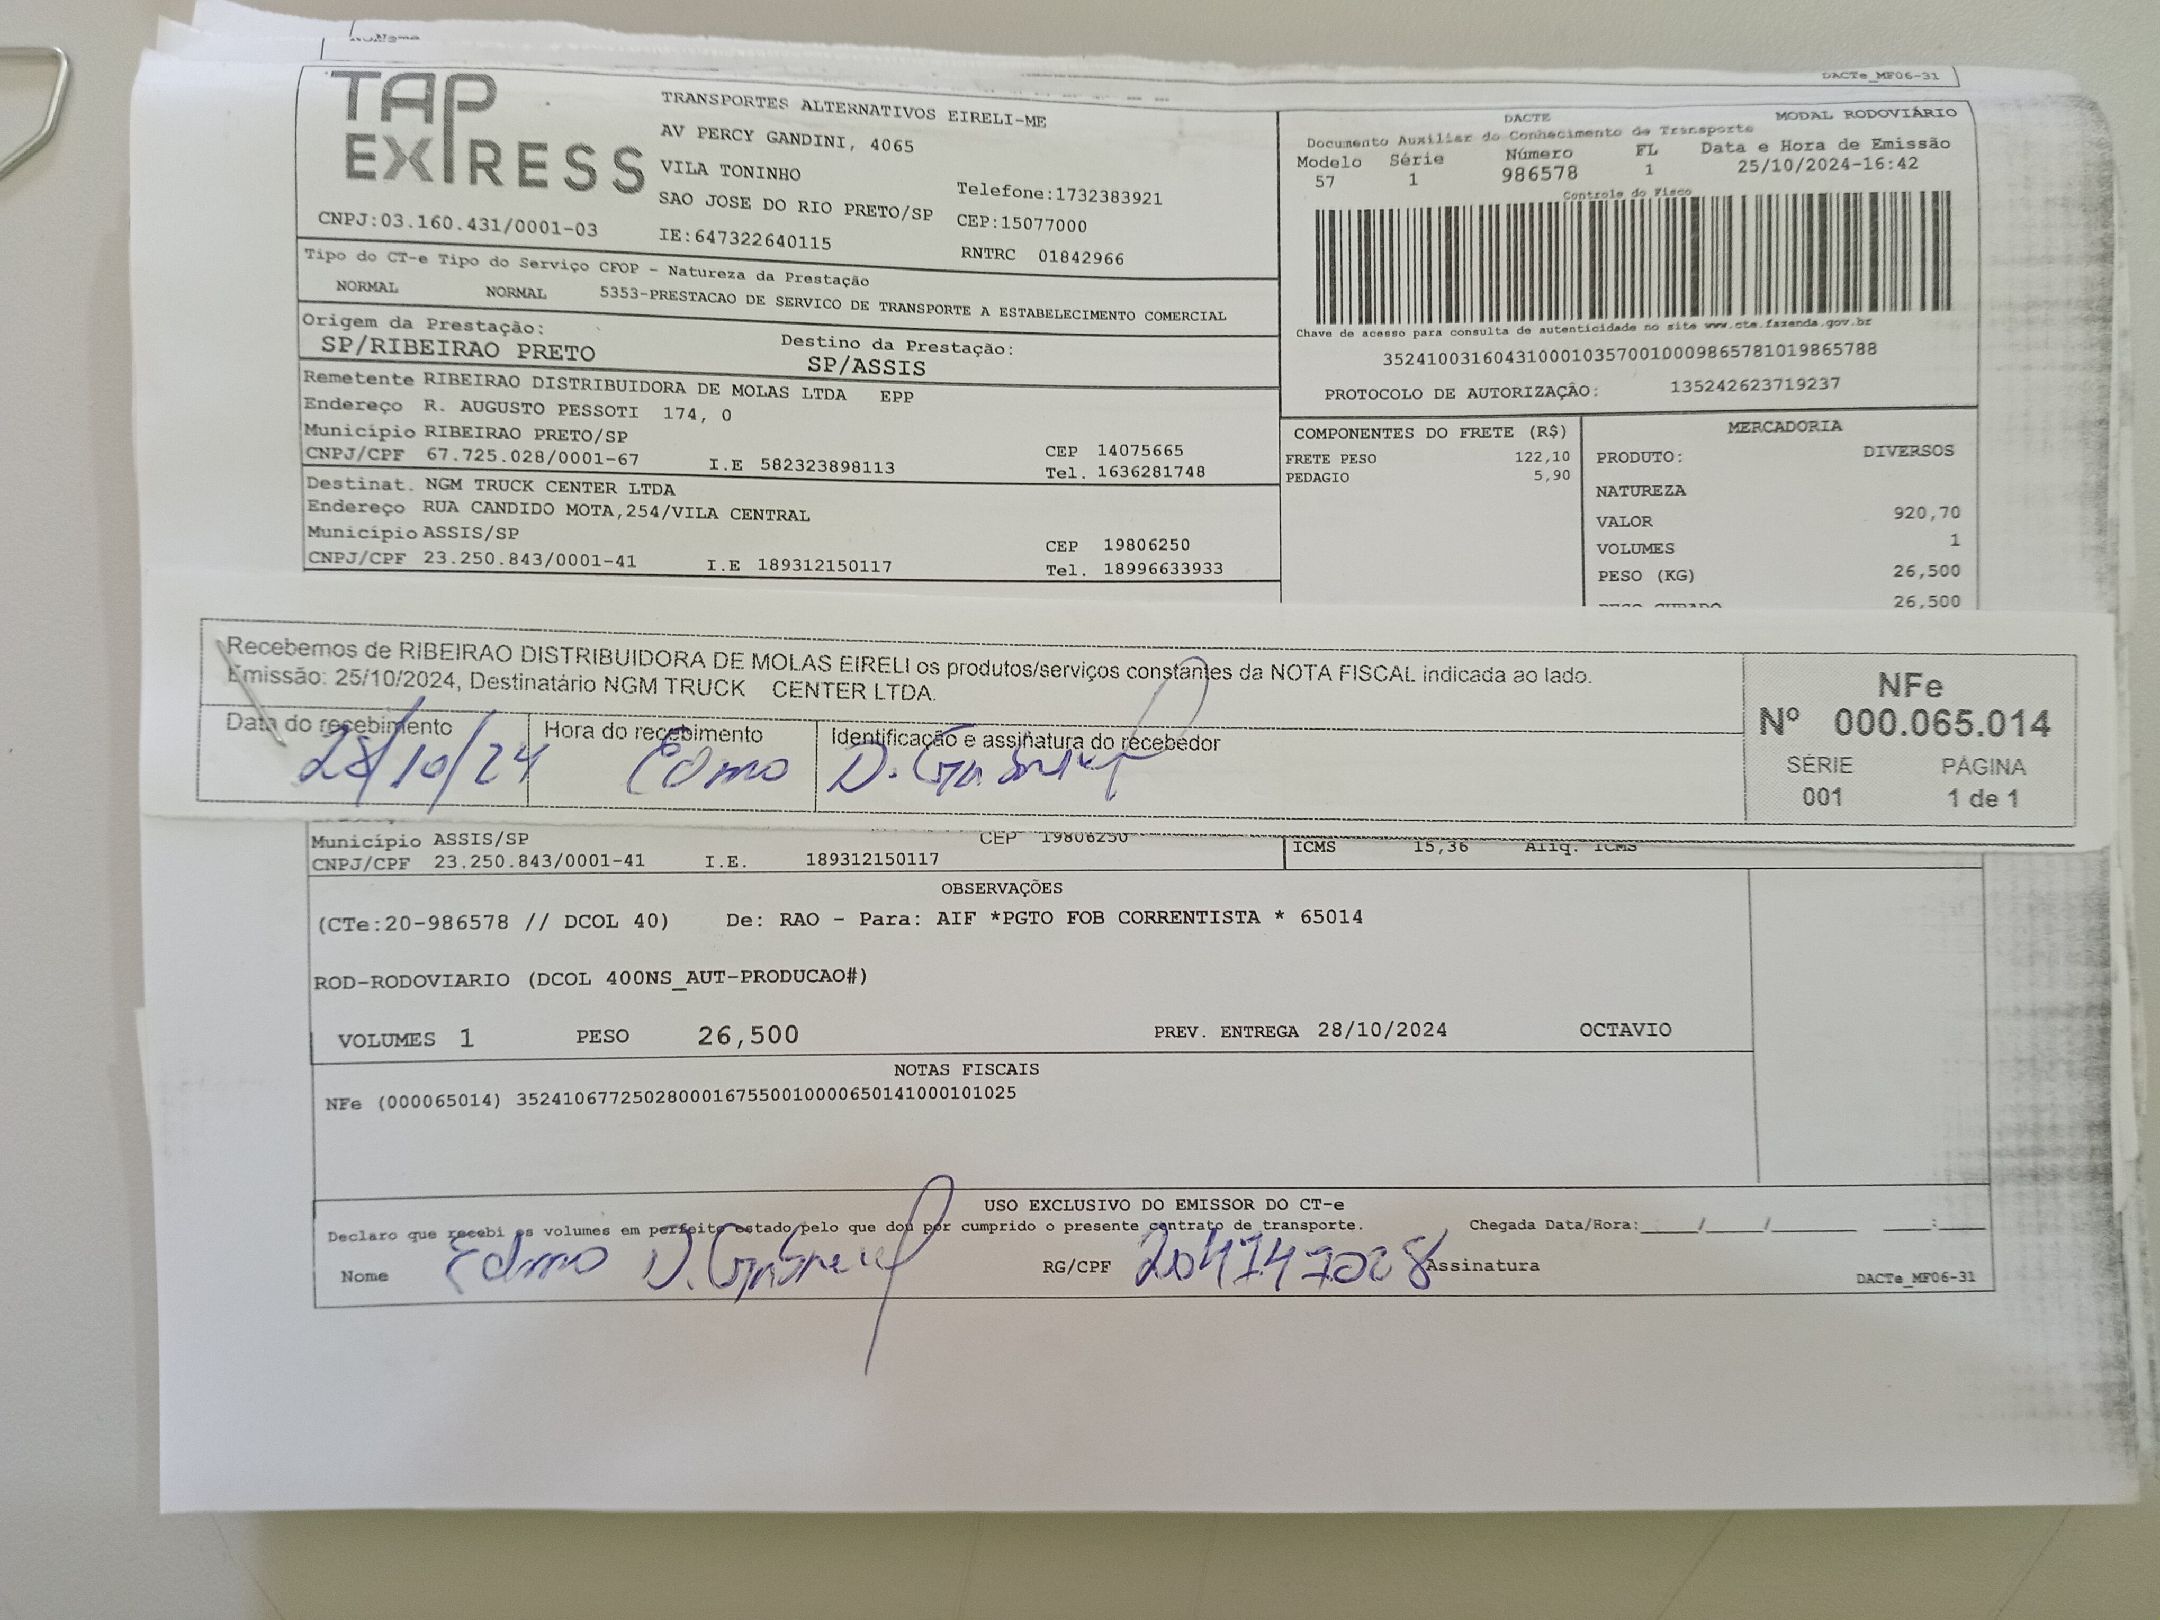 DACTe_MF06-31
TAP EXPRESS
TRANSPORTES ALTERNATIVOS EIRELI-ME
AV PERCY GANDINI, 4065
VILA TONINHO
SAO JOSE DO RIO PRETO/SP
Telefone:1732383921
CEP:15077000
CNPJ:03.160.431/0001-03
IE:647322640115
RNTRC 01842966
DACTE MODAL RODOVIÁRIO
Documento Auxiliar do Conhecimento de Transporte
Modelo Série Número FL Data e Hora de Emissão
57 1 986578 1 25/10/2024-16:42
Controle do Fisco
Chave de acesso para consulta de autenticidade no site www.cte.fazenda.gov.br
35241003160431000103570010009865781019865788
PROTOCOLO DE AUTORIZAÇÃO: 135242623719237
Tipo do CT-e Tipo do Serviço CFOP - Natureza da Prestação
NORMAL NORMAL 5353-PRESTACAO DE SERVICO DE TRANSPORTE A ESTABELECIMENTO COMERCIAL
Origem da Prestação: Destino da Prestação:
SP/RIBEIRAO PRETO SP/ASSIS
Remetente RIBEIRAO DISTRIBUIDORA DE MOLAS LTDA EPP
Endereço R. AUGUSTO PESSOTI 174, 0
Município RIBEIRAO PRETO/SP CEP 14075665
CNPJ/CPF 67.725.028/0001-67 I.E 582323898113 Tel. 1636281748
Destinat. NGM TRUCK CENTER LTDA
Endereço RUA CANDIDO MOTA,254/VILA CENTRAL
Município ASSIS/SP CEP 19806250
CNPJ/CPF 23.250.843/0001-41 I.E 189312150117 Tel. 18996633933
COMPONENTES DO FRETE (R$)
FRETE PESO 122,10
PEDAGIO 5,90
MERCADORIA
PRODUTO: DIVERSOS
NATUREZA
VALOR 920,70
VOLUMES 1
PESO (KG) 26,500
26,500
Recebemos de RIBEIRAO DISTRIBUIDORA DE MOLAS EIRELI os produtos/serviços constantes da NOTA FISCAL indicada ao lado.
Emissão: 25/10/2024, Destinatário NGM TRUCK CENTER LTDA.
Data do recebimento Hora do recebimento Identificação e assinatura do recebedor
28/10/24 Edmo D. Gabriel
NFe
Nº 000.065.014
SÉRIE PÁGINA
001 1 de 1
Município ASSIS/SP CEP 19806250
CNPJ/CPF 23.250.843/0001-41 I.E. 189312150117
ICMS 15,36 Aliq. ICMS
OBSERVAÇÕES
(CTe:20-986578 // DCOL 40) De: RAO - Para: AIF *PGTO FOB CORRENTISTA * 65014
ROD-RODOVIARIO (DCOL 400NS_AUT-PRODUCAO#)
VOLUMES 1 PESO 26,500 PREV. ENTREGA 28/10/2024 OCTAVIO
NOTAS FISCAIS
NFe (000065014) 35241067725028000167550010000650141000101025
USO EXCLUSIVO DO EMISSOR DO CT-e
Declaro que recebi os volumes em perfeito estado pelo que dou por cumprido o presente contrato de transporte. Chegada Data/Hora:____/____/______ ___:___
Nome Edmo D. Gabriel RG/CPF Assinatura
DACTe_MF06-31